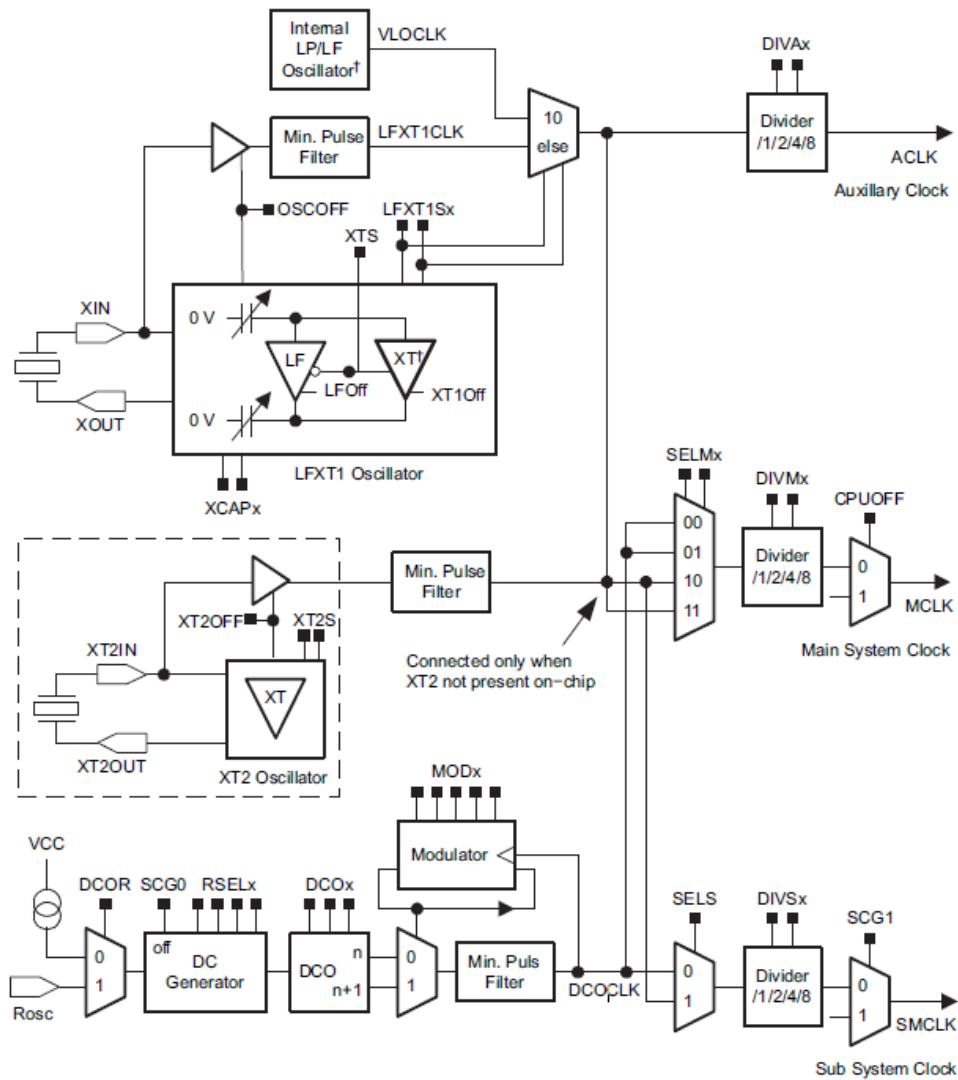 Internal
LP/LF
Oscillator†
VLOCLK
DIVAx
10
else
Divider
/1/2/4/8
ACLK
Auxillary Clock
Min. Pulse
Filter
LFXT1CLK
OSCOFF
LFXT1Sx
XTS
XIN
XOUT
0 V
LF
XT†
LFOff
XT1Off
0 V
LFXT1 Oscillator
XCAPx
SELMx
DIVMx
CPUOFF
00
01
10
11
Divider
/1/2/4/8
0
1
MCLK
Main System Clock
Min. Pulse
Filter
Connected only when
XT2 not present on-chip
XT2OFF
XT2S
XT2IN
XT
XT2OUT
XT2 Oscillator
MODx
Modulator
VCC
DCOR
SCG0
RSELx
DCOx
0
1
Rosc
off
DC
Generator
DCO
n
n+1
0
1
Min. Puls
Filter
DCOCLK
SELS
DIVSx
SCG1
0
1
Divider
/1/2/4/8
0
1
SMCLK
Sub System Clock